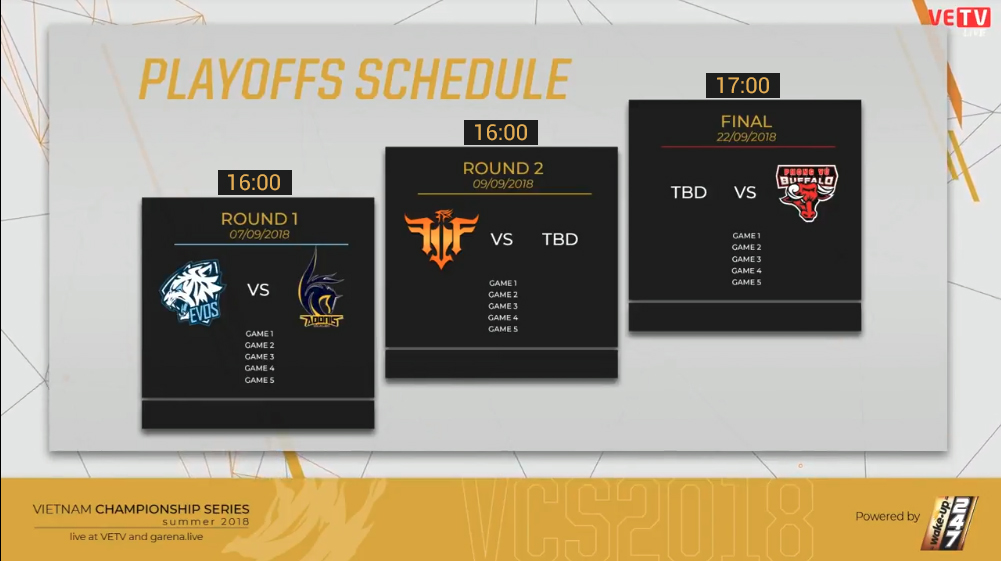 VETV
Live
PLAYOFFS SCHEDULE
16:00
ROUND 1
07/09/2018
EVOS
VS
ADONIS
GAME 1
GAME 2
GAME 3
GAME 4
GAME 5
16:00
ROUND 2
09/09/2018
VS TBD
GAME 1
GAME 2
GAME 3
GAME 4
GAME 5
17:00
FINAL
22/09/2018
TBD VS
PHONG VŨ
BUFFALO
GAME 1
GAME 2
GAME 3
GAME 4
GAME 5
VIETNAM CHAMPIONSHIP SERIES
summer 2018
live at VETV and garena.live
VCS2018
Powered by
wake-up
247